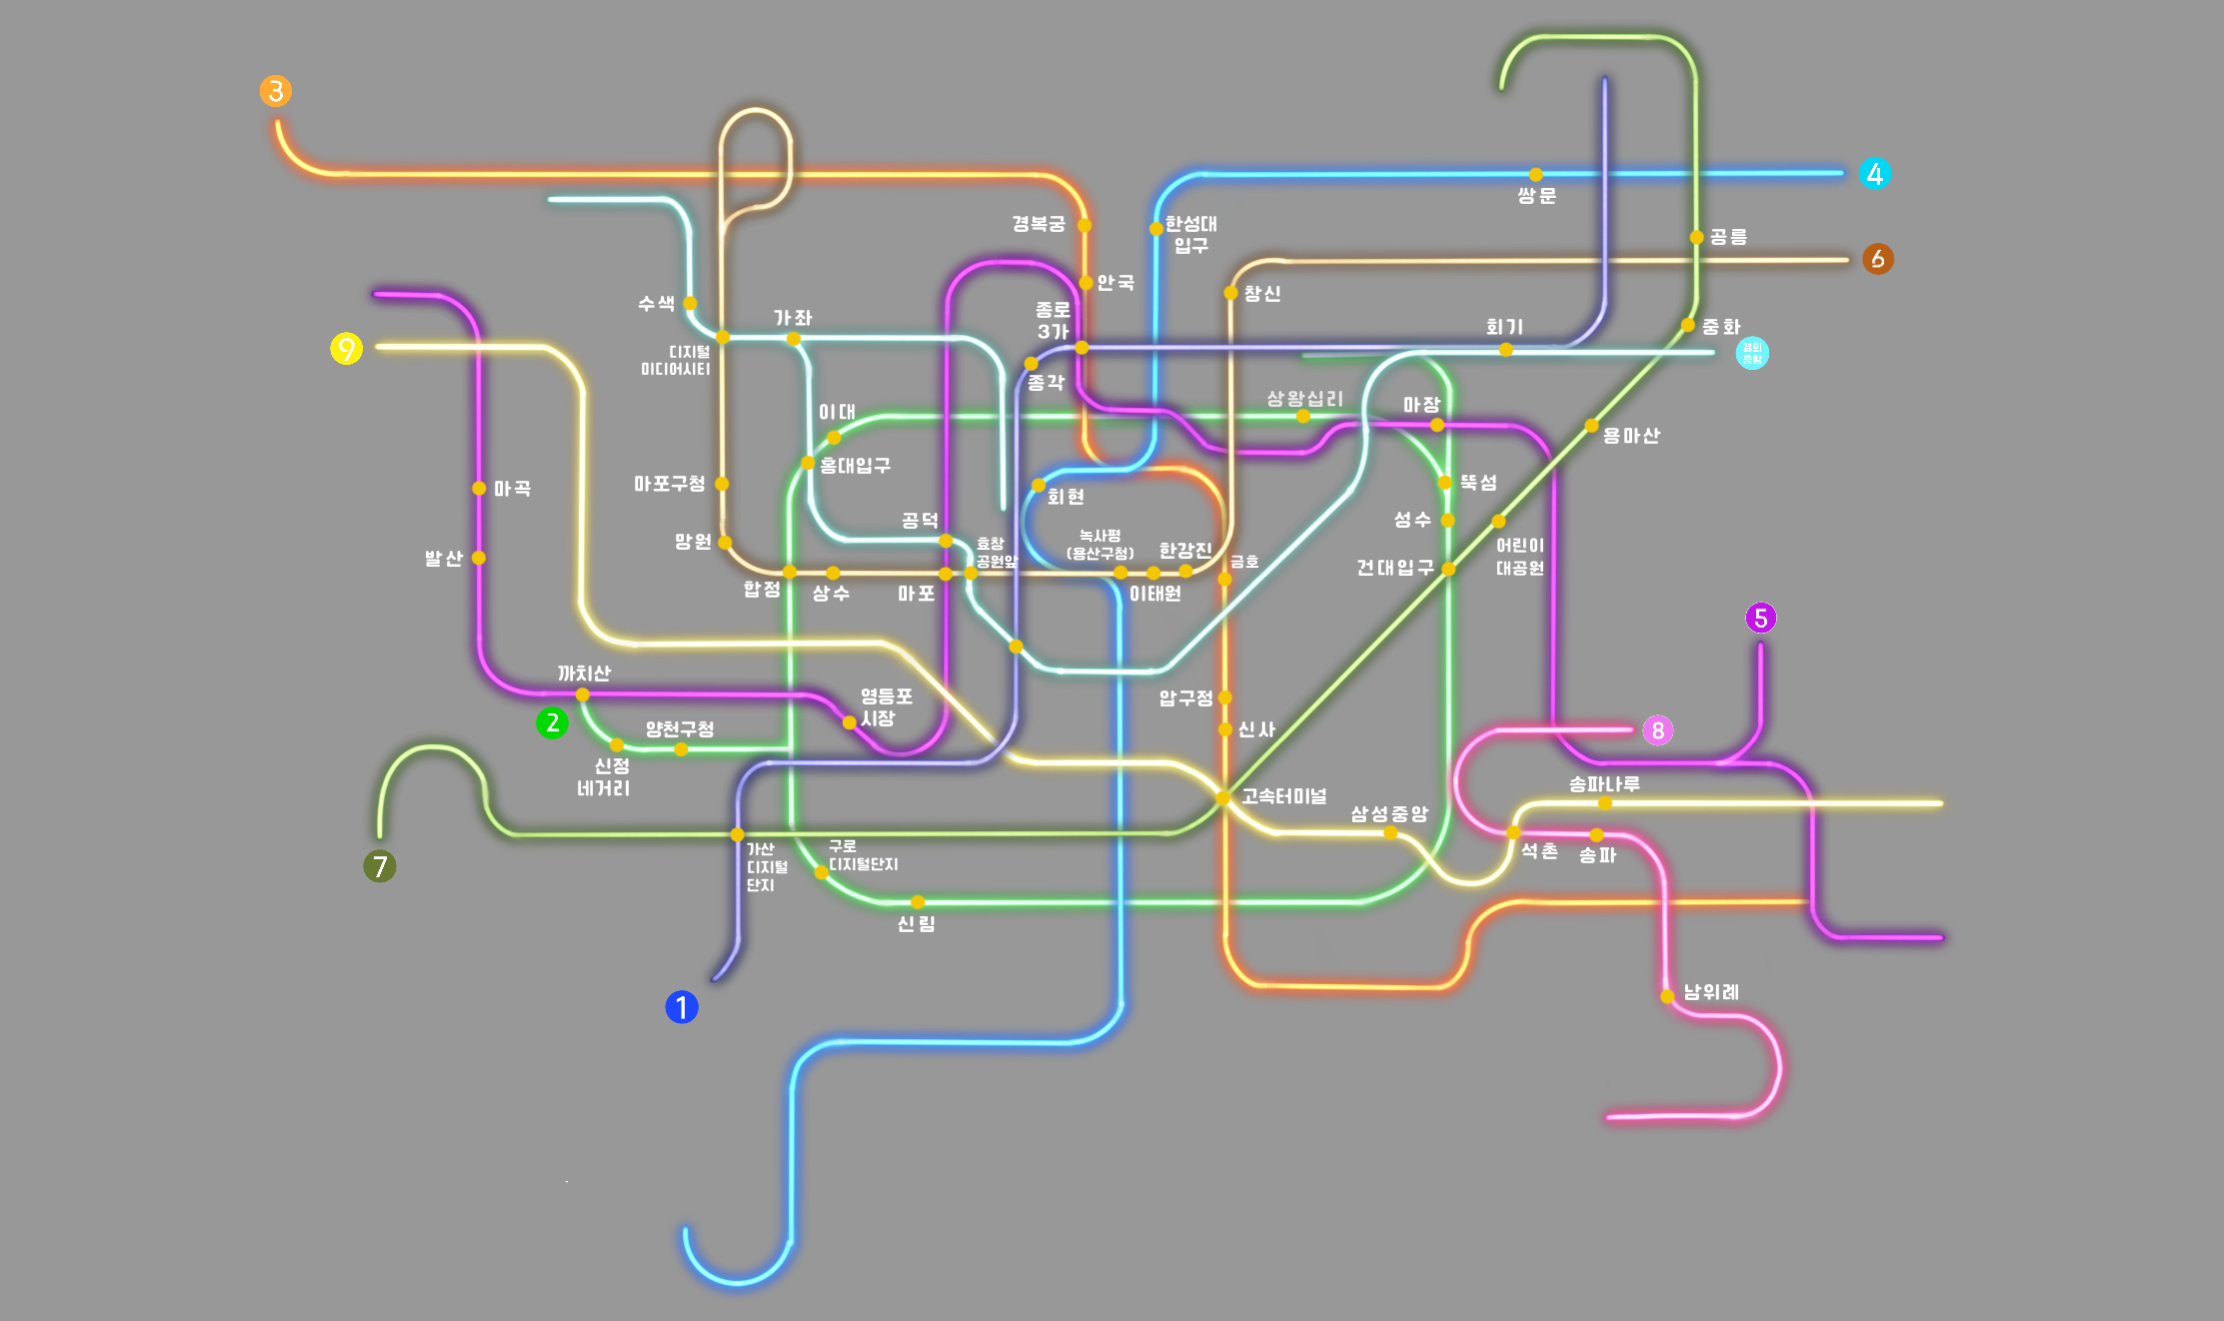 3
4
쌍문
경복궁
한성대
입구
공릉
6
안국
창신
수색
가좌
종로
3가
회기
중화
9
디지털
미디어시티
경의
중앙
종각
이대
상왕십리
마장
용마산
홍대입구
마포구청
마곡
회현
뚝섬
공덕
성수
망원
효창
공원앞
녹사평
(용산구청)
한강진
금호
어린이
대공원
발산
건대입구
합정
상수
마포
이태원
5
까치산
영등포
시장
압구정
2
양천구청
신사
8
신정
네거리
송파나루
고속터미널
삼성중앙
7
가산
디지털
단지
구로
디지털단지
석촌
송파
신림
남위례
1